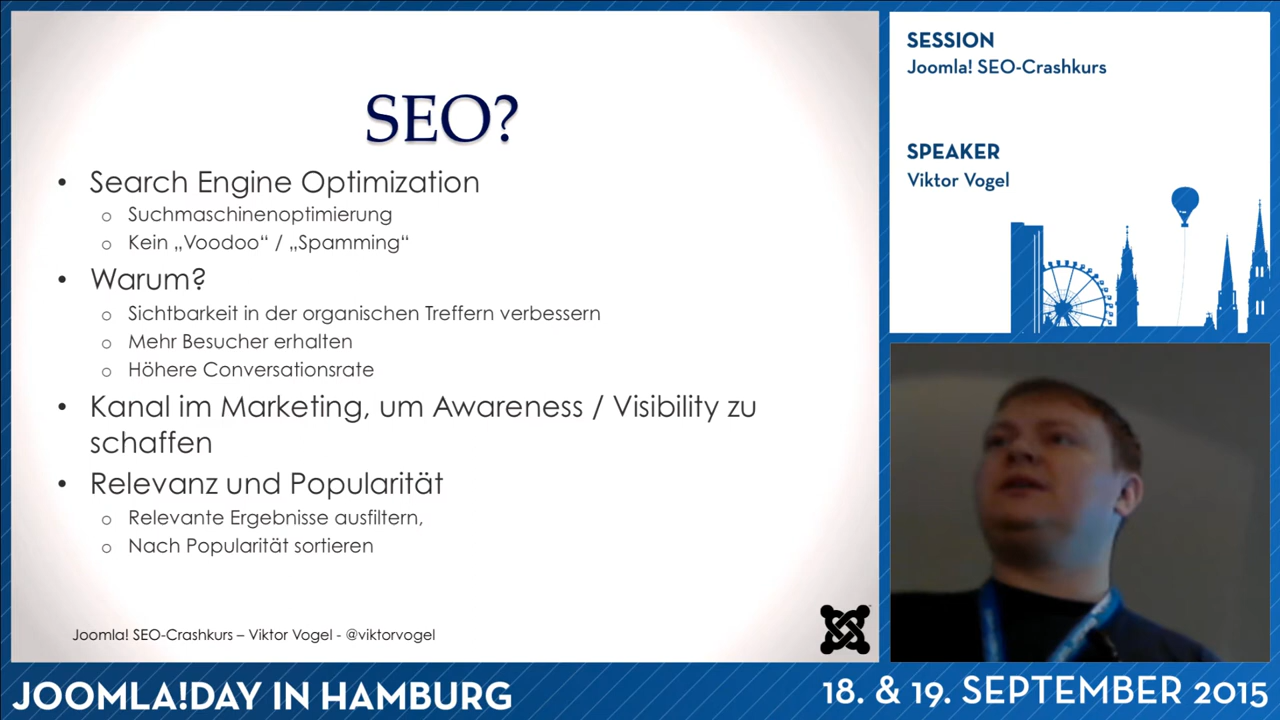 SEO?
• Search Engine Optimization
o Suchmaschinenoptimierung
o Kein „Voodoo“ / „Spamming“
• Warum?
o Sichtbarkeit in der organischen Treffern verbessern
o Mehr Besucher erhalten
o Höhere Conversationsrate
• Kanal im Marketing, um Awareness / Visibility zu
schaffen
• Relevanz und Popularität
o Relevante Ergebnisse ausfiltern,
o Nach Popularität sortieren
Joomla! SEO-Crashkurs – Viktor Vogel - @viktorvogel
SESSION
Joomla! SEO-Crashkurs
SPEAKER
Viktor Vogel
JOOMLA!DAY IN HAMBURG
18. & 19. SEPTEMBER 2015